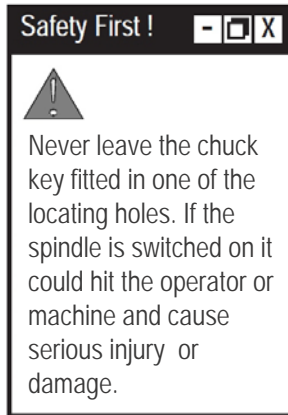 Safety First !
Never leave the chuck
key fitted in one of the
locating holes. If the
spindle is switched on it
could hit the operator or
machine and cause
serious injury or
damage.